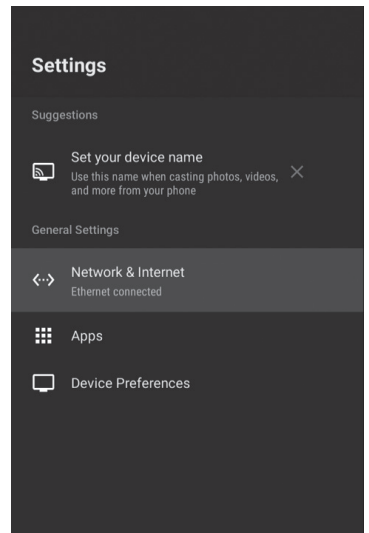 Settings
Suggestions
Set your device name
Use this name when casting photos, videos,
and more from your phone
General Settings
Network & Internet
Ethernet connected
Apps
Device Preferences